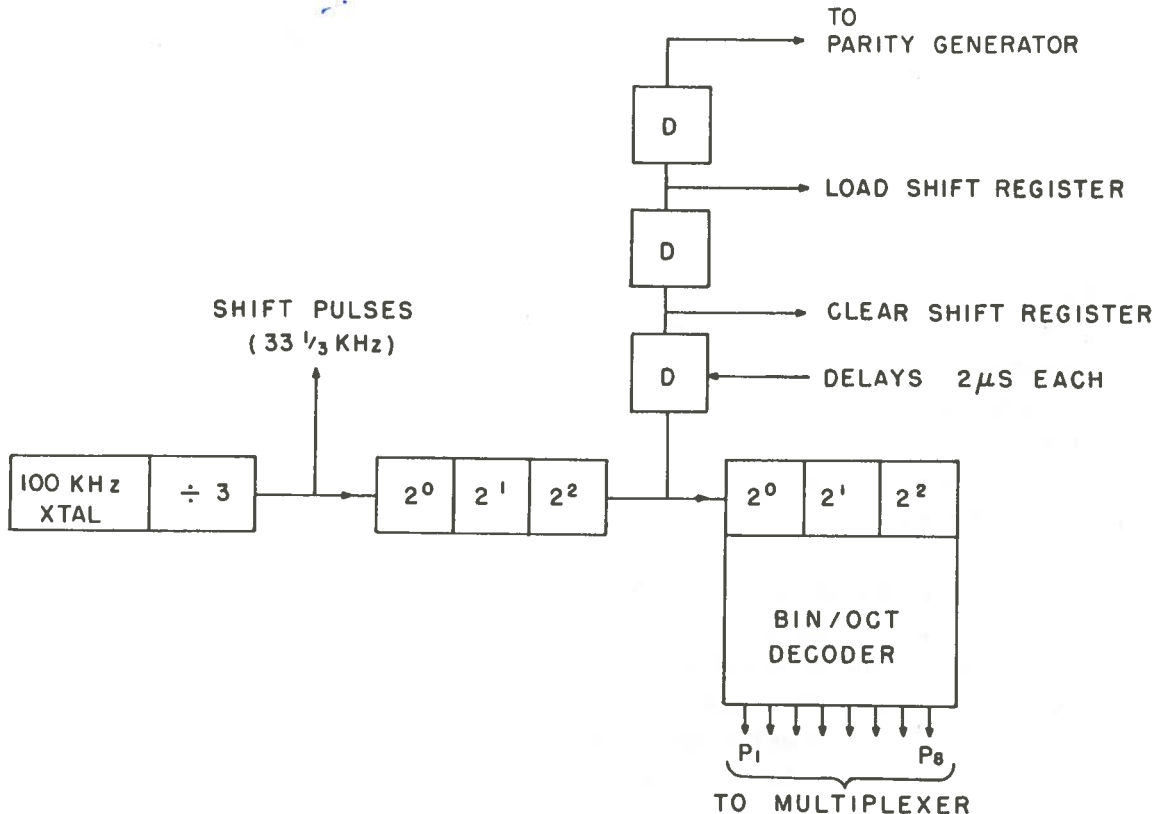 TO
PARITY GENERATOR
D
LOAD SHIFT REGISTER
D
CLEAR SHIFT REGISTER
D
DELAYS 2μS EACH
SHIFT PULSES
(33 1/3 KHz)
100 KHz
XTAL
÷ 3
2⁰ 2¹ 2²
2⁰ 2¹ 2²
BIN/OCT
DECODER
P₁ P₈
TO MULTIPLEXER